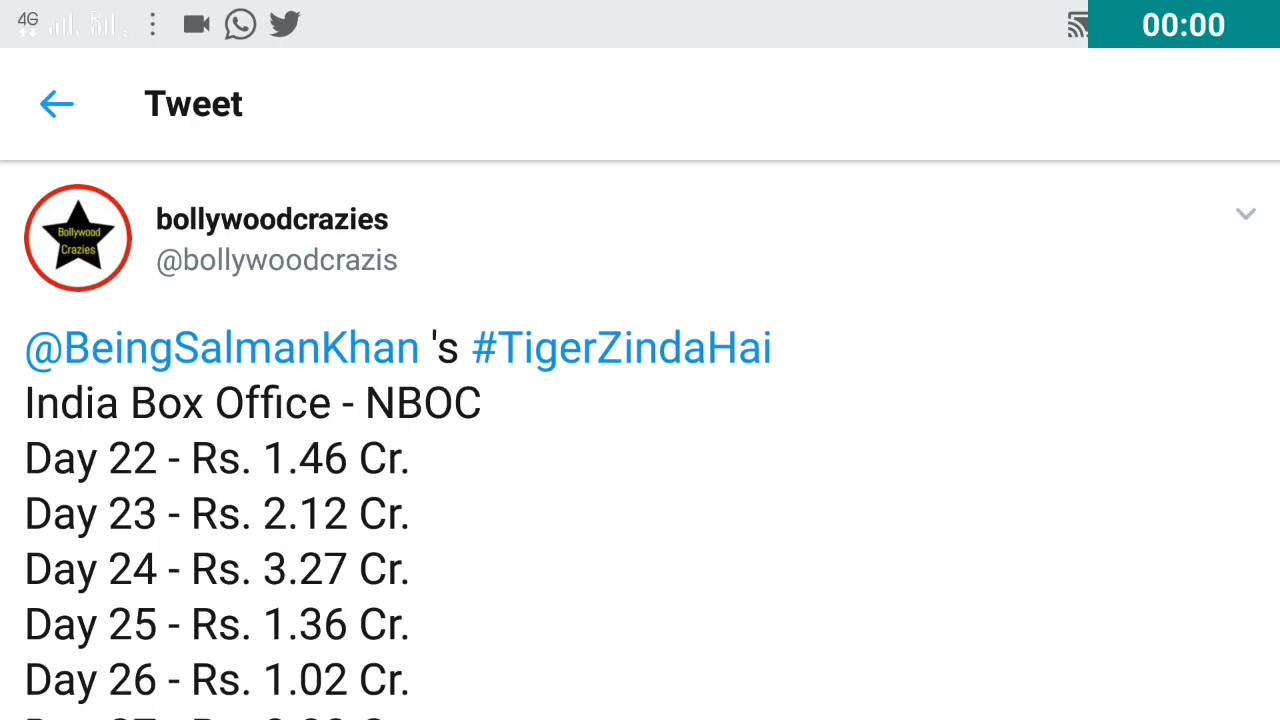 4G
00:00
Tweet
Bollywood
Crazies
bollywoodcrazies
@bollywoodcrazis
@BeingSalmanKhan 's #TigerZindaHai
India Box Office - NBOC
Day 22 - Rs. 1.46 Cr.
Day 23 - Rs. 2.12 Cr.
Day 24 - Rs. 3.27 Cr.
Day 25 - Rs. 1.36 Cr.
Day 26 - Rs. 1.02 Cr.